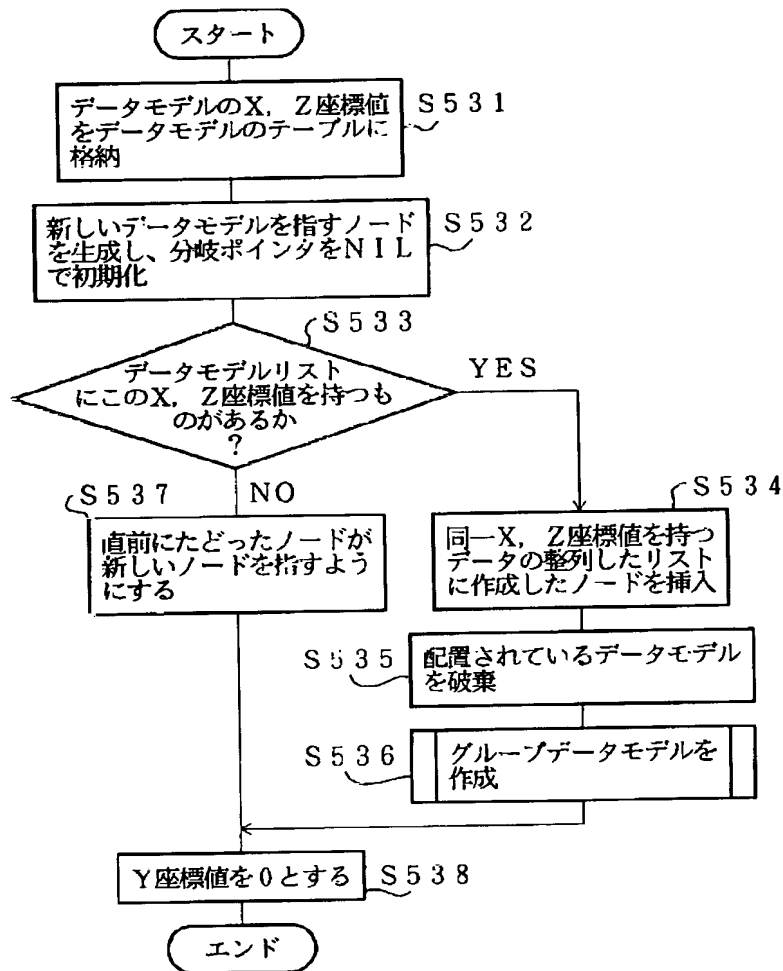 スタート
データモデルのX，Z座標値
をデータモデルのテーブルに
格納
S531
新しいデータモデルを指すノード
を生成し、分岐ポインタをNIL
で初期化
S532
S533
データモデルリスト
にこのX，Z座標値を持つも
のがあるか
?
YES
NO
S537
直前にたどったノードが
新しいノードを指すよう
にする
S534
同一X，Z座標値を持つ
データの整列したリスト
に作成したノードを挿入
S535
配置されているデータモデル
を破棄
S536
グループデータモデルを
作成
Y座標値を0とする
S538
エンド